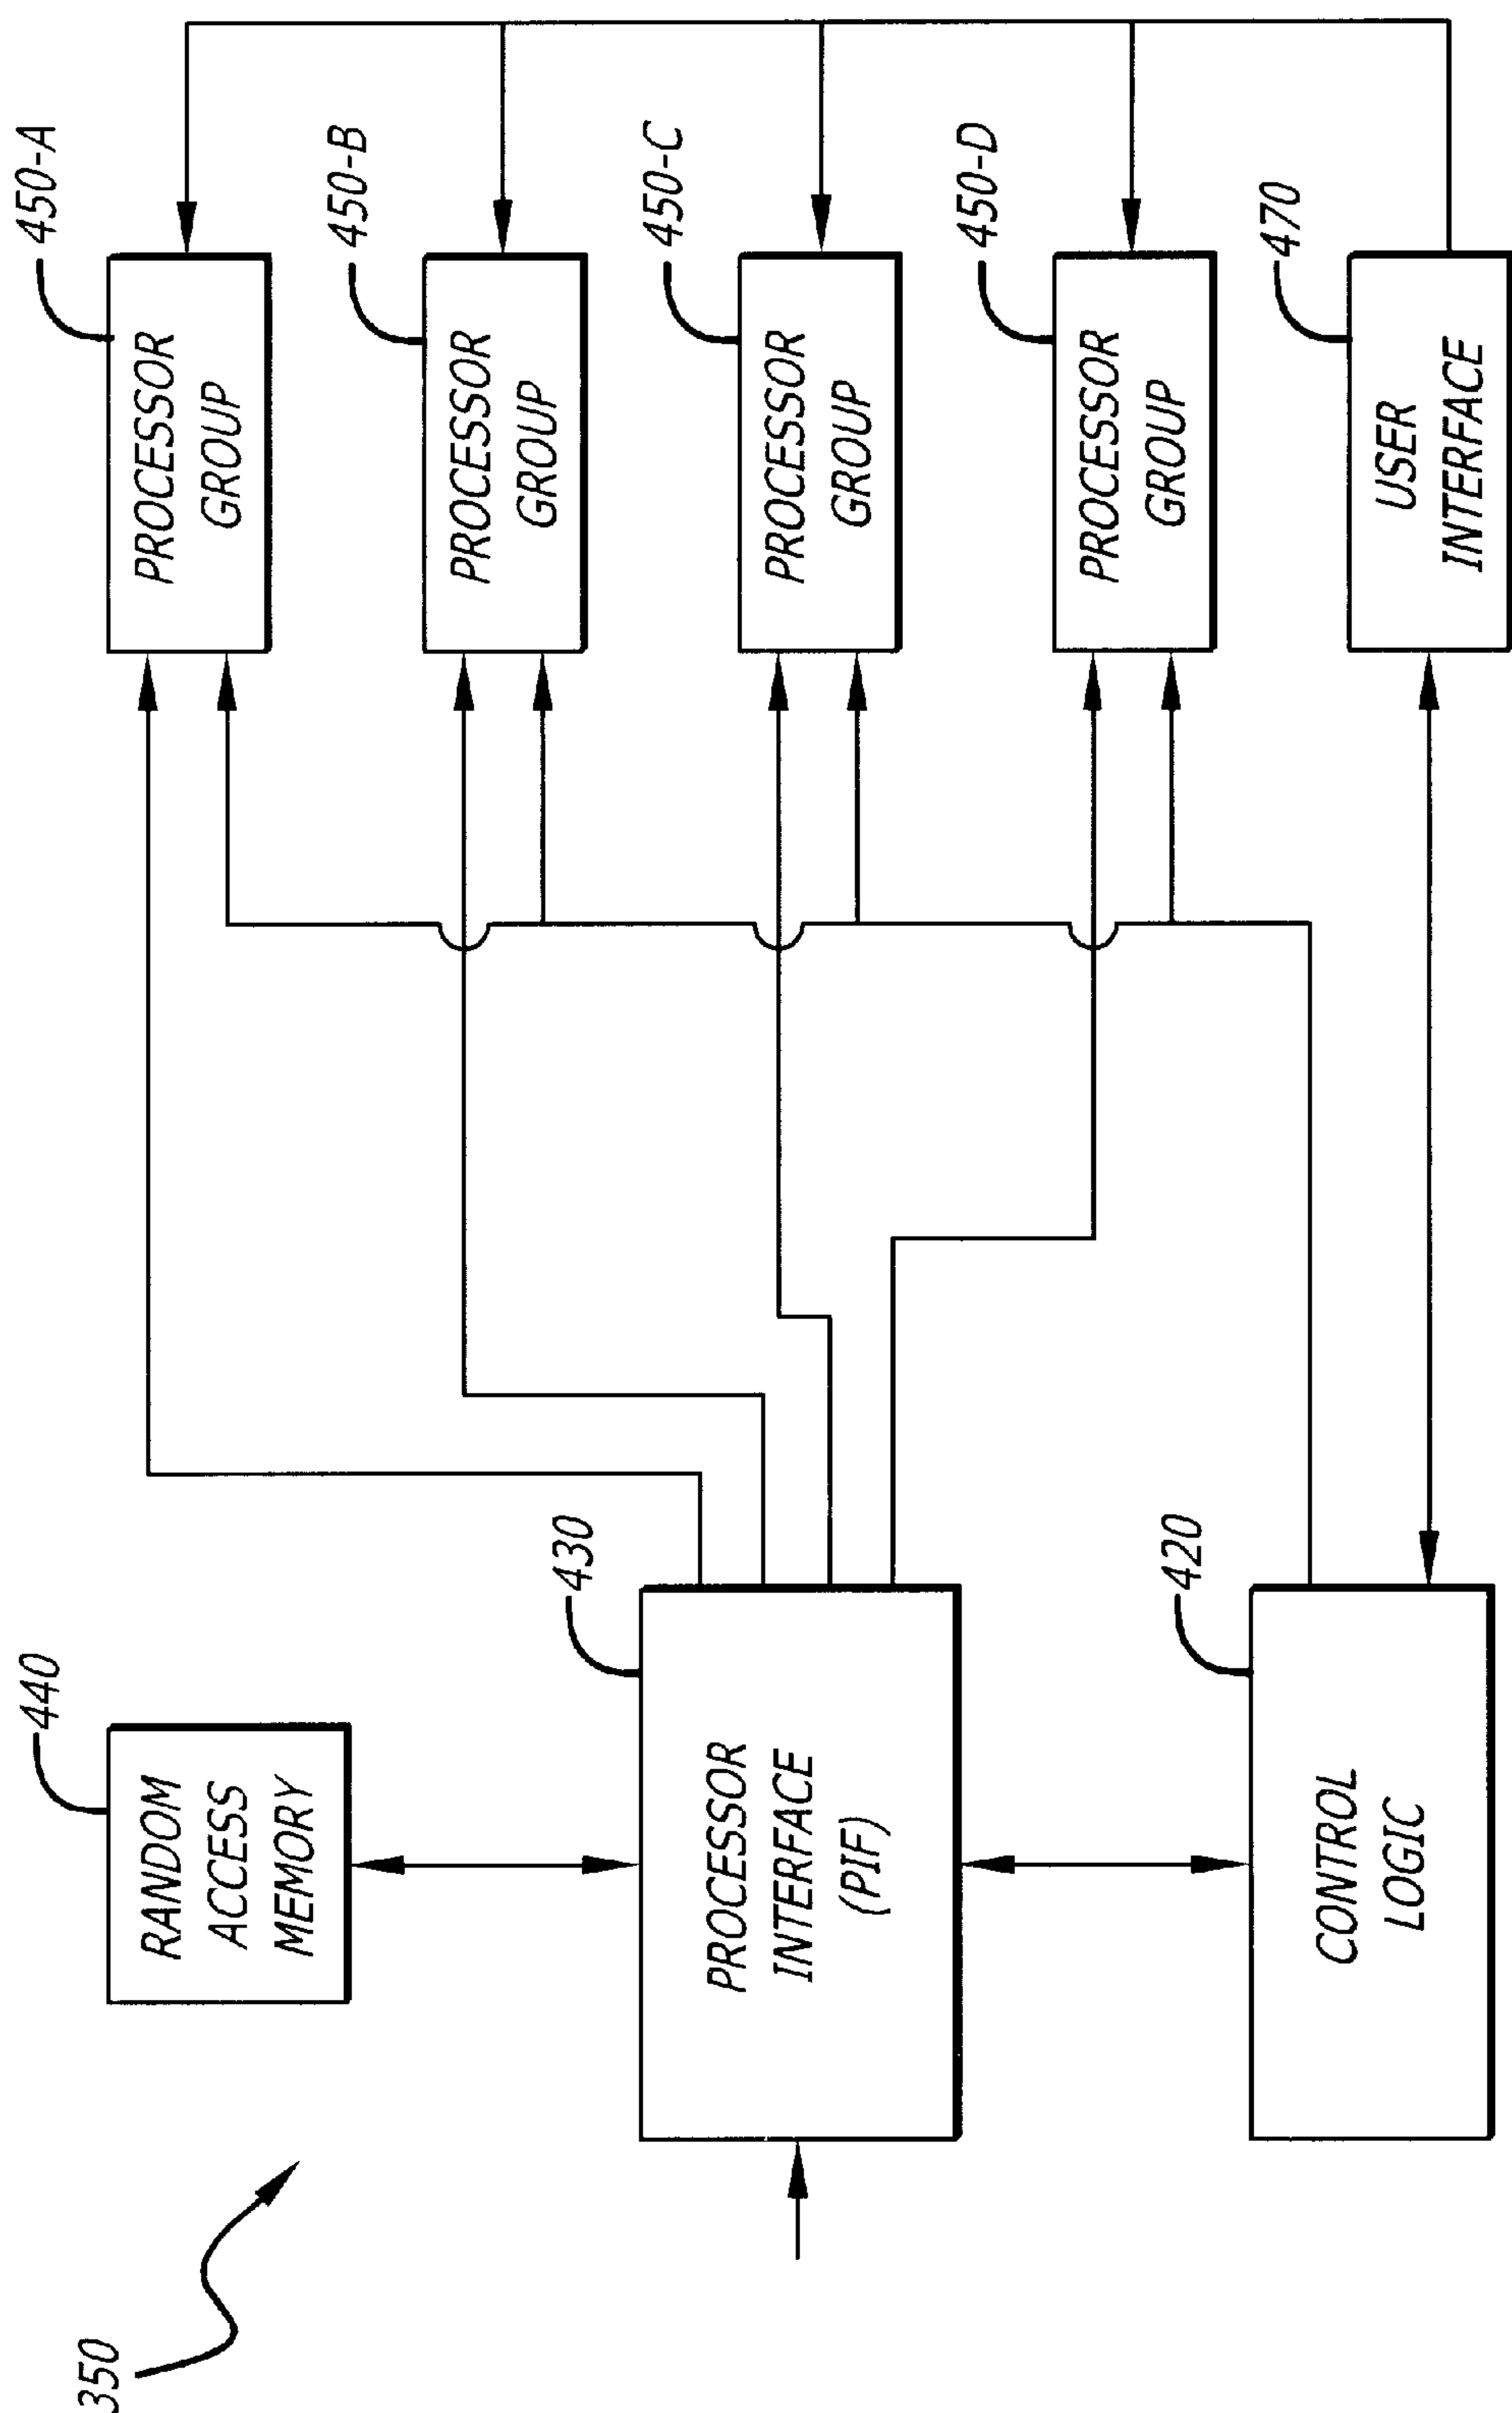 350
440
RANDOM
ACCESS
MEMORY
430
PROCESSOR
INTERFACE
(PIF)
420
CONTROL
LOGIC
450-A
PROCESSOR
GROUP
450-B
PROCESSOR
GROUP
450-C
PROCESSOR
GROUP
450-D
PROCESSOR
GROUP
470
USER
INTERFACE